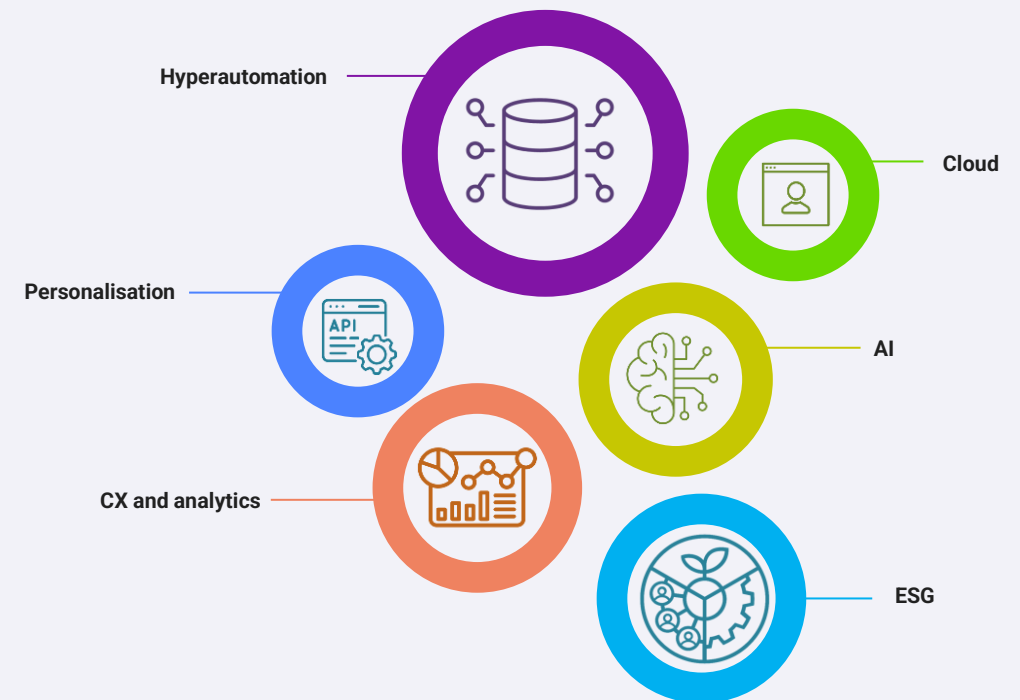 Hyperautomation
Cloud
Personalisation
API
AI
CX and analytics
ESG